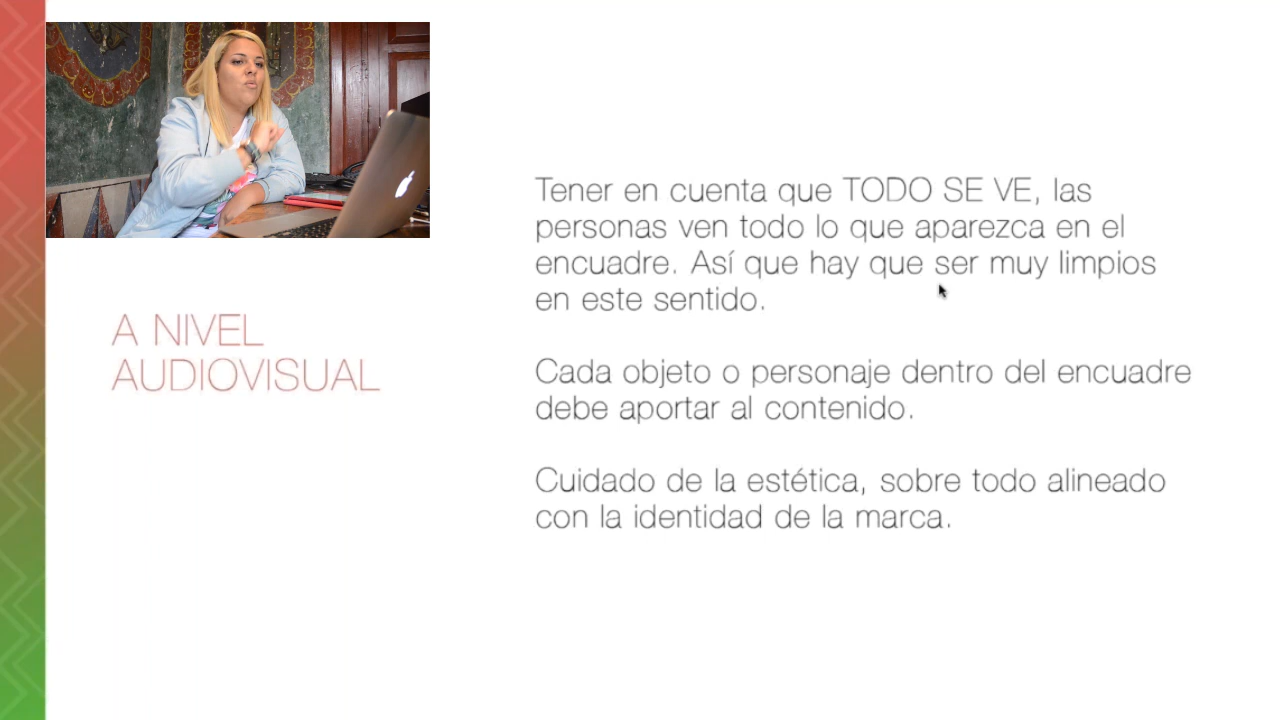 A NIVEL
AUDIOVISUAL
Tener en cuenta que TODO SE VE, las
personas ven todo lo que aparezca en el
encuadre. Así que hay que ser muy limpios
en este sentido.
Cada objeto o personaje dentro del encuadre
debe aportar al contenido.
Cuidado de la estética, sobre todo alineado
con la identidad de la marca.